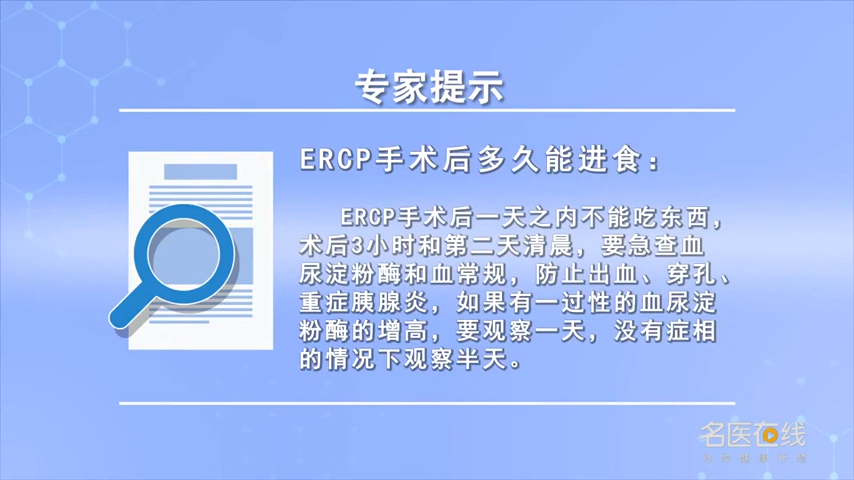 专家提示
ERCP手术后多久能进食：
ERCP手术后一天之内不能吃东西，
术后3小时和第二天清晨，要急查血
尿淀粉酶和血常规，防止出血、穿孔、
重症胰腺炎，如果有一过性的血尿淀
粉酶的增高，要观察一天，没有症相
的情况下观察半天。
名医在线